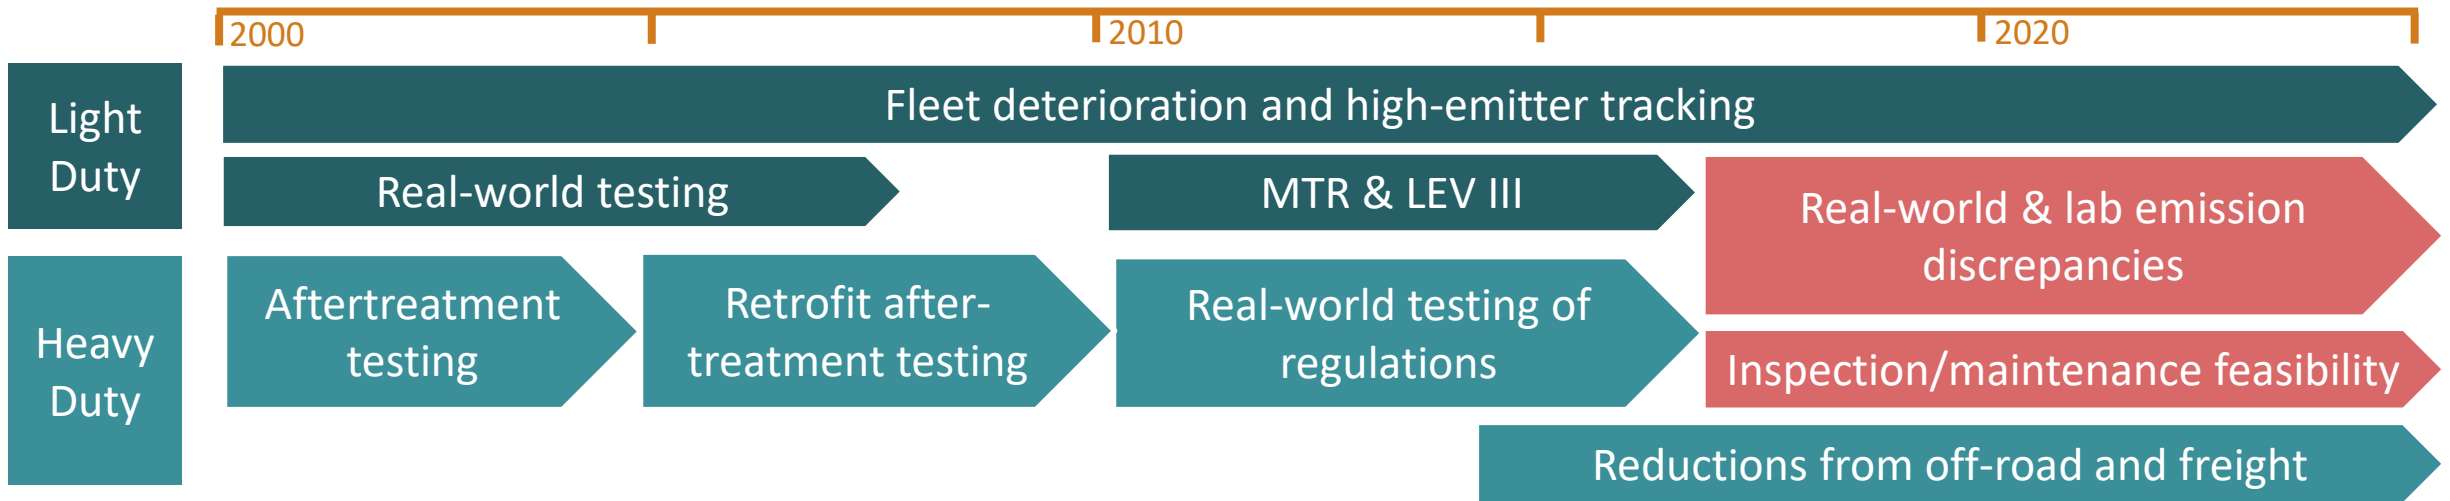 2000
2010
2020
Light
Duty
Fleet deterioration and high-emitter tracking
Real-world testing
MTR & LEV III
Real-world & lab emission
discrepancies
Heavy
Duty
Aftertreatment
testing
Retrofit after-
treatment testing
Real-world testing of
regulations
Inspection/maintenance feasibility
Reductions from off-road and freight